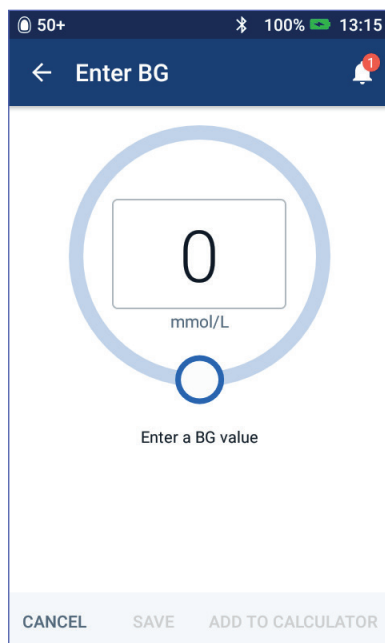 50+ 100% 13:15
Enter BG 1
0
mmol/L
Enter a BG value
CANCEL SAVE ADD TO CALCULATOR